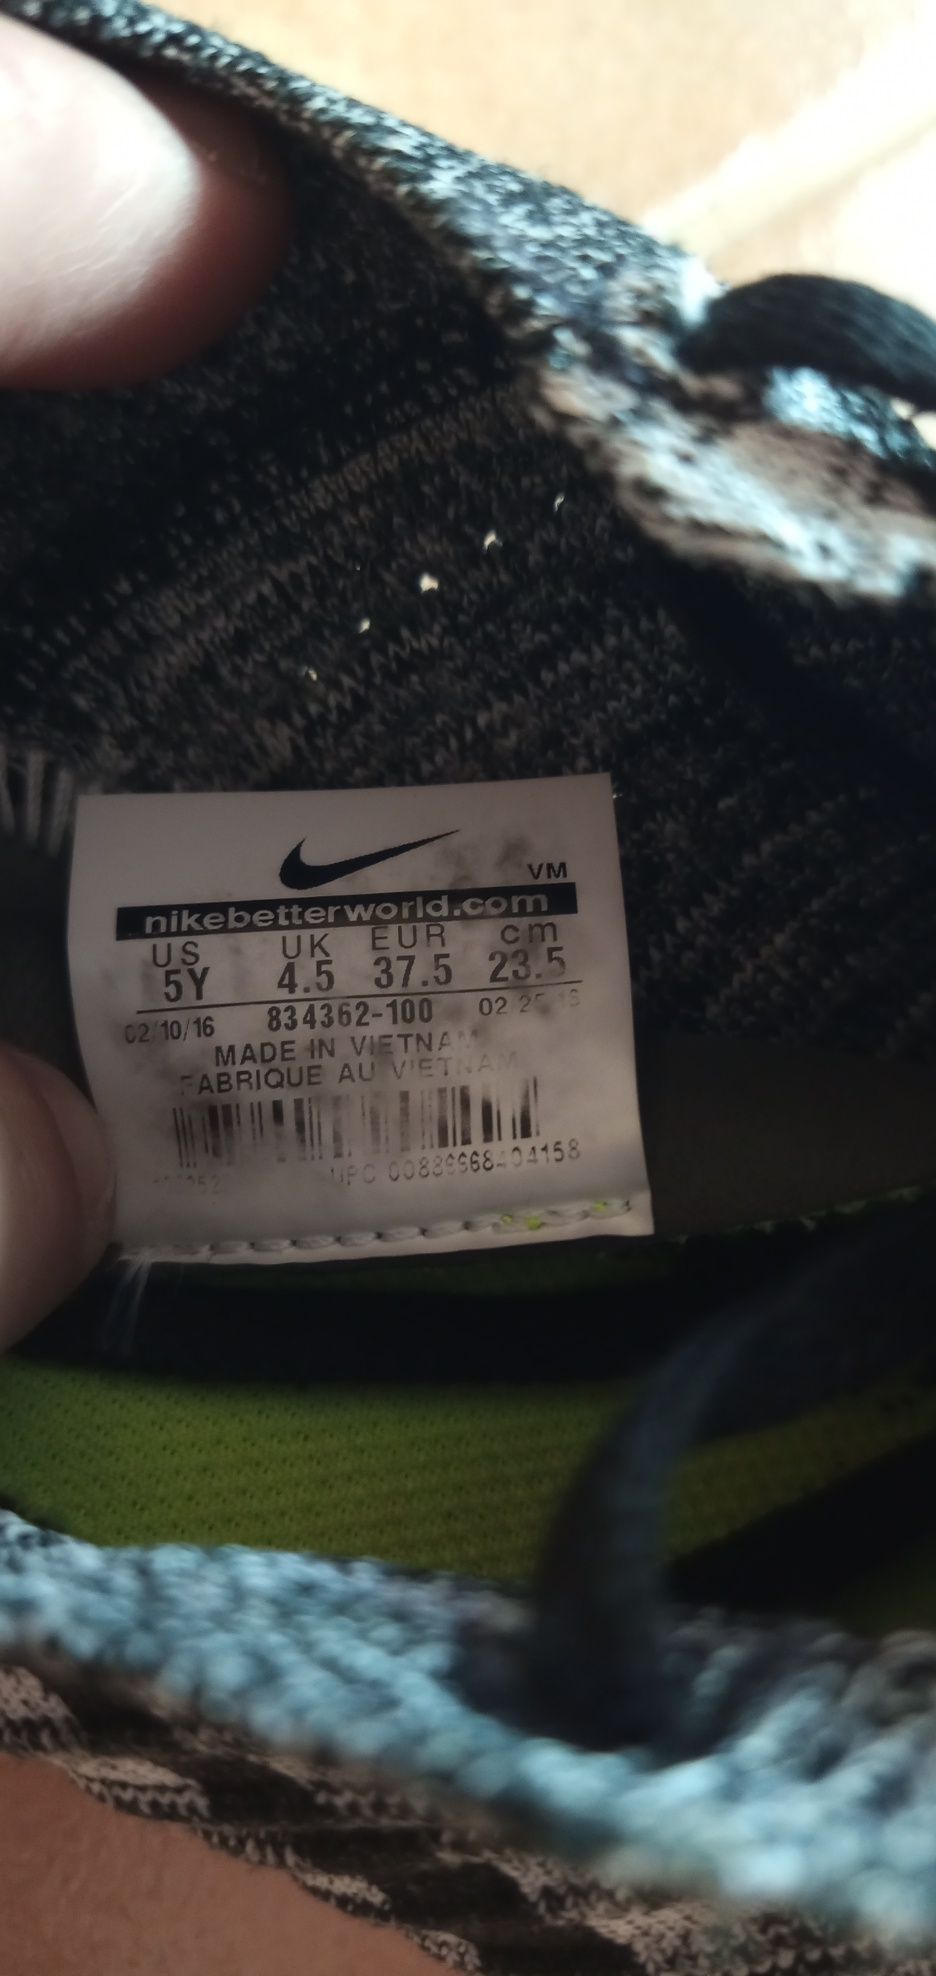 VM
nikebetterworld.com
US UK EUR cm
5Y 4.5 37.5 23.5
02/10/16 834362-100
MADE IN VIETNAM
FABRIQUE AU VIETNAM
UPC